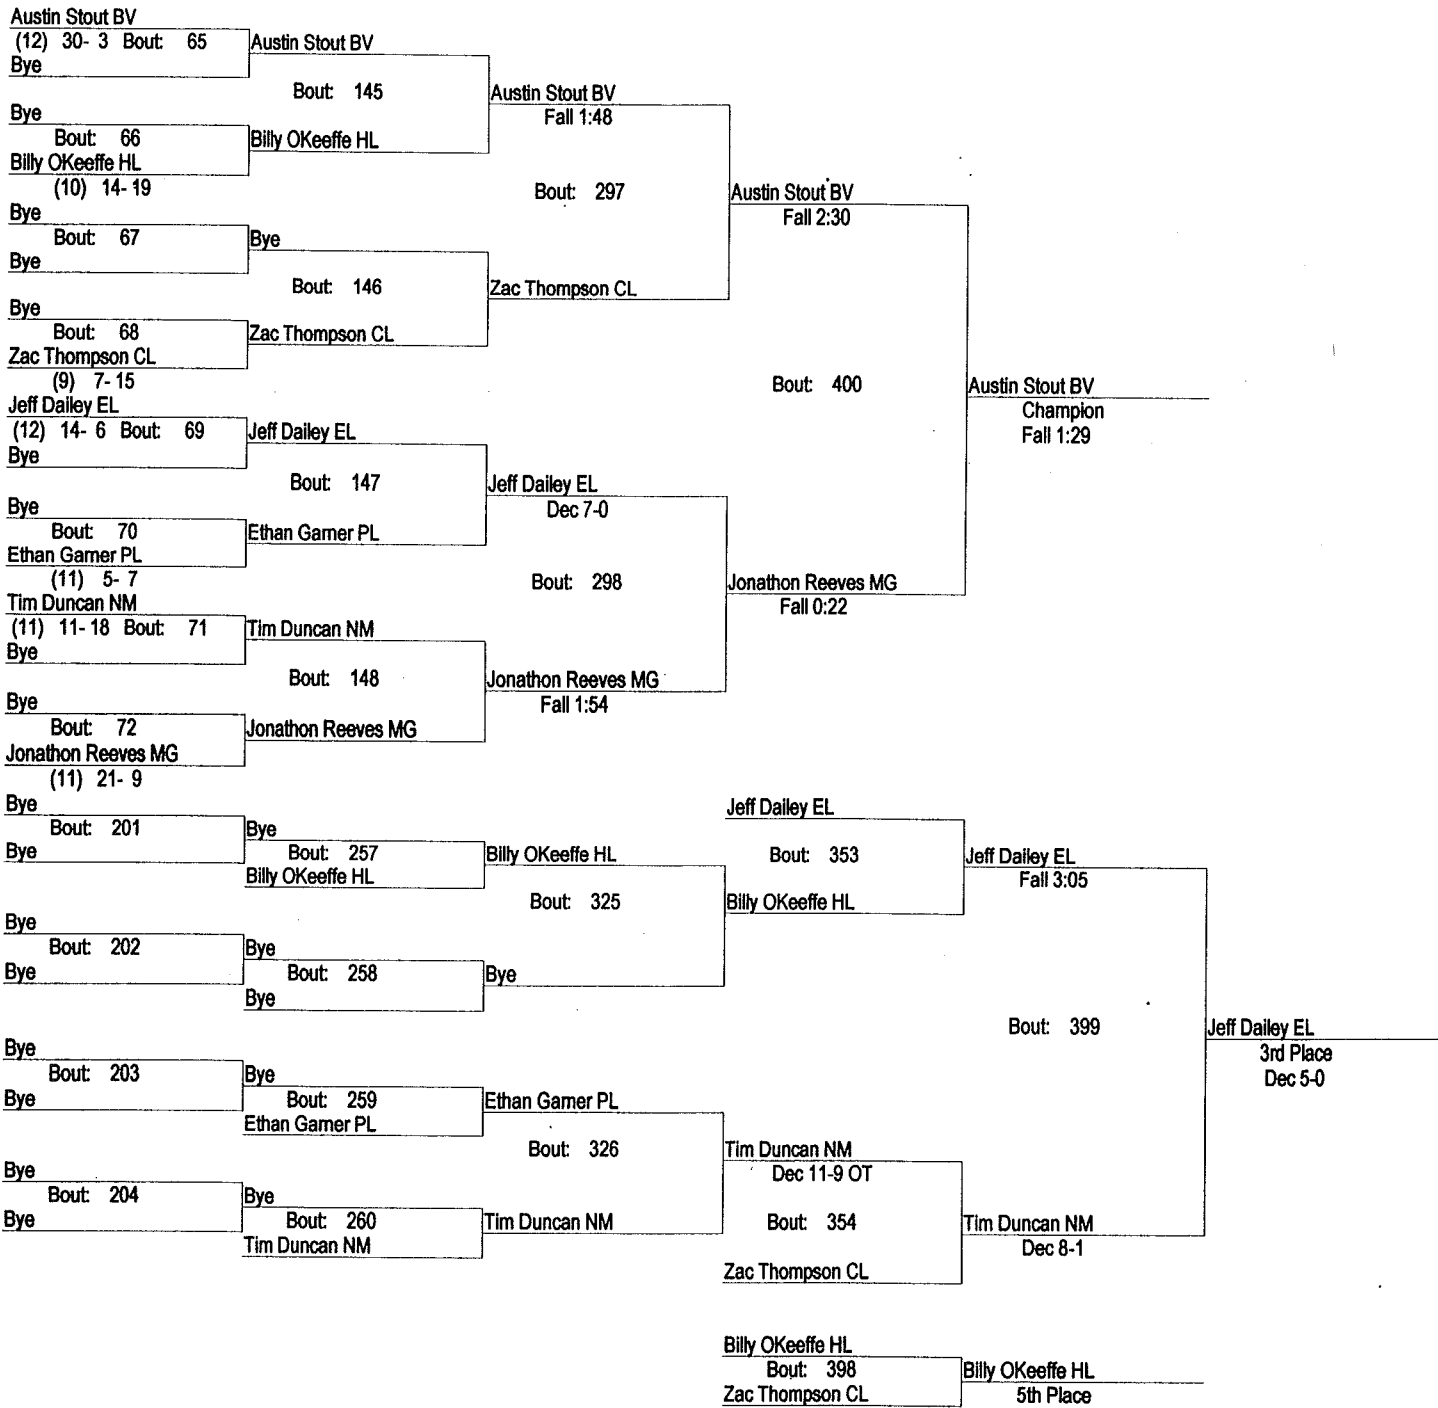 Austin Stout BV
(12) 30- 3 Bout: 65
Bye
Austin Stout BV
Bout: 145
Bye
Bout: 66
Billy OKeeffe HL
(10) 14- 19
Billy OKeeffe HL
Austin Stout BV
Fall 1:48
Bout: 297
Bye
Bout: 67
Bye
Bye
Bout: 146
Bye
Bout: 68
Zac Thompson CL
(9) 7- 15
Zac Thompson CL
Zac Thompson CL
Austin Stout BV
Fall 2:30
Bout: 400
Jeff Dailey EL
(12) 14- 6 Bout: 69
Bye
Jeff Dailey EL
Bout: 147
Bye
Bout: 70
Ethan Garner PL
(11) 5- 7
Ethan Garner PL
Jeff Dailey EL
Dec 7-0
Bout: 298
Tim Duncan NM
(11) 11- 18 Bout: 71
Bye
Tim Duncan NM
Bout: 148
Bye
Bout: 72
Jonathon Reeves MG
(11) 21- 9
Jonathon Reeves MG
Jonathon Reeves MG
Fall 1:54
Jonathon Reeves MG
Fall 0:22
Austin Stout BV
Champion
Fall 1:29
Bye
Bout: 201
Bye
Bye
Bout: 257
Billy OKeeffe HL
Billy OKeeffe HL
Bout: 325
Bye
Bout: 202
Bye
Bye
Bout: 258
Bye
Bye
Jeff Dailey EL
Bout: 353
Billy OKeeffe HL
Jeff Dailey EL
Fall 3:05
Bout: 399
Bye
Bout: 203
Bye
Bye
Bout: 259
Ethan Garner PL
Ethan Garner PL
Bout: 326
Bye
Bout: 204
Bye
Bye
Bout: 260
Tim Duncan NM
Tim Duncan NM
Tim Duncan NM
Dec 11-9 OT
Bout: 354
Zac Thompson CL
Tim Duncan NM
Dec 8-1
Jeff Dailey EL
3rd Place
Dec 5-0
Billy OKeeffe HL
Bout: 398
Zac Thompson CL
Billy OKeeffe HL
5th Place